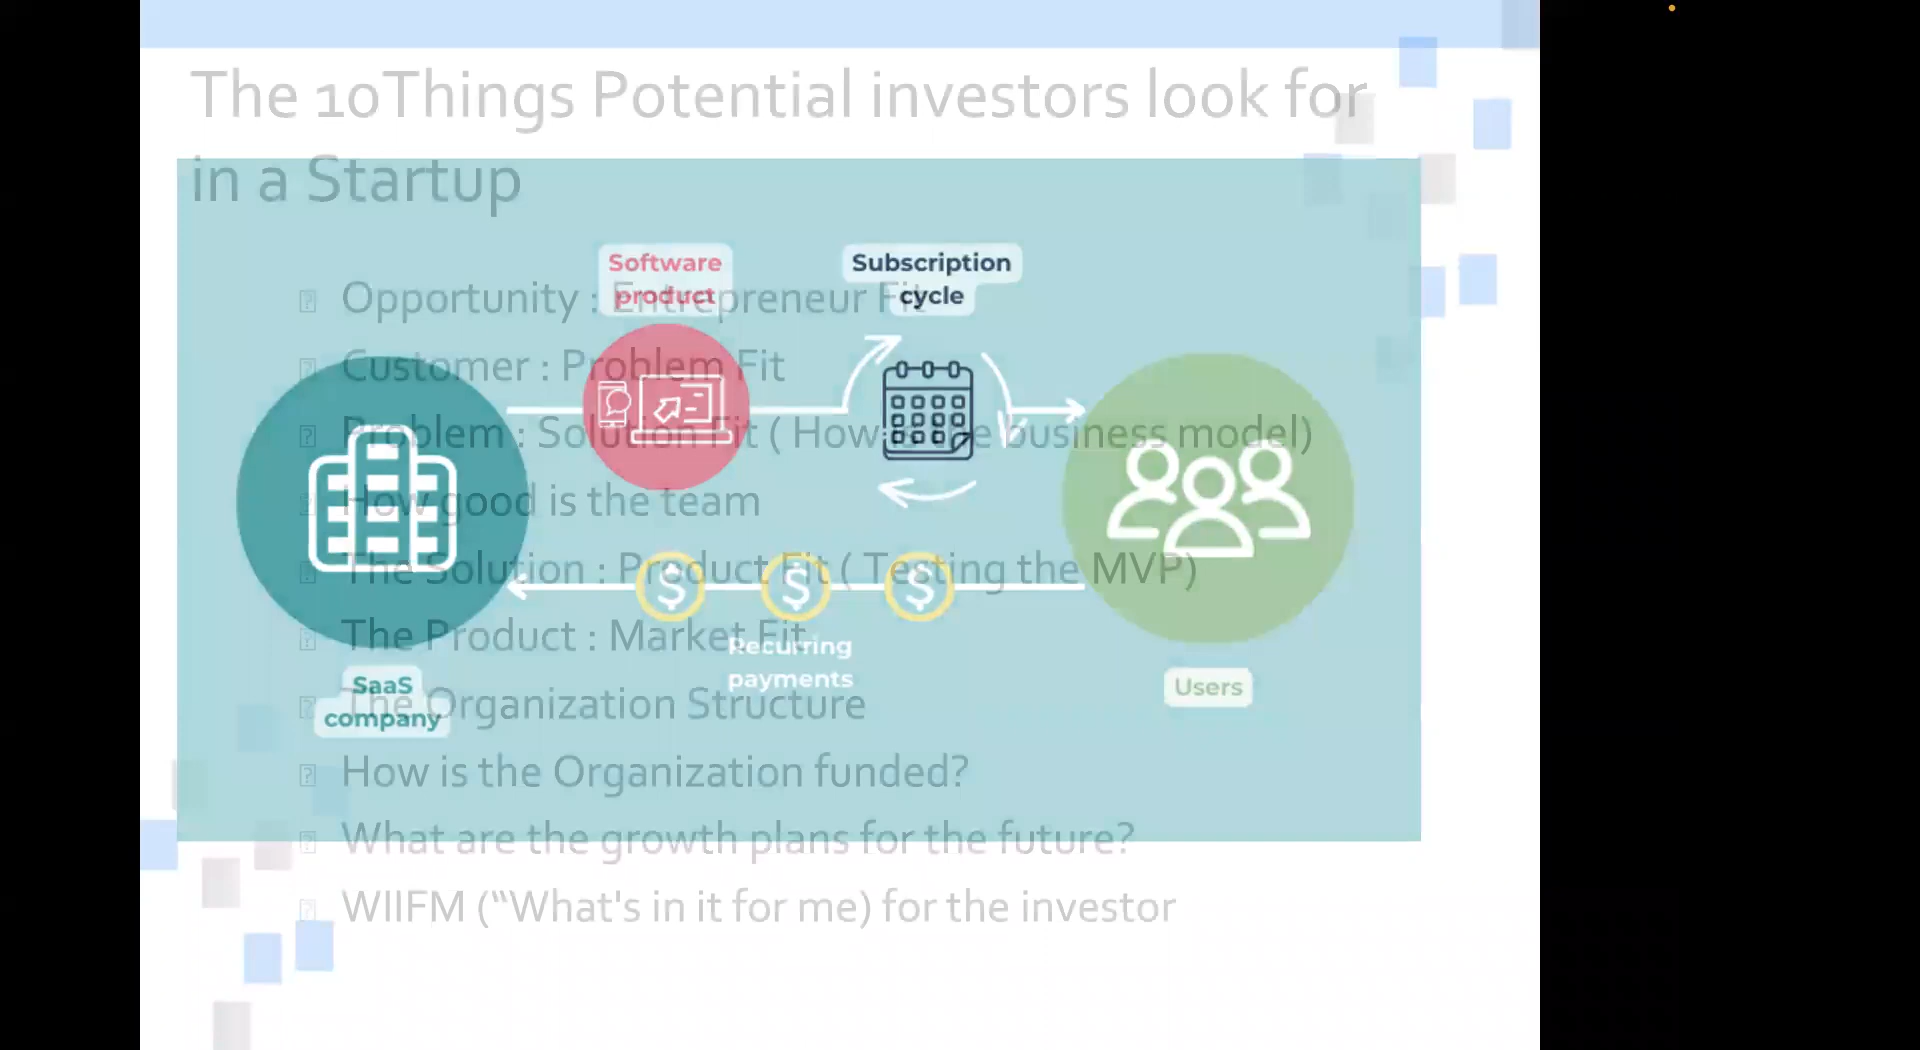 The 10Things Potential investors look for
in a Startup
Software
product
Subscription
cycle
Opportunity : Entrepreneur Fit
Customer : Problem Fit
Problem : Solution Fit ( How is the business model)
How good is the team
The Solution : Product Fit ( Testing the MVP)
The Product : Market Fit
Recurring
payments
SaaS
company
Users
The Organization Structure
How is the Organization funded?
What are the growth plans for the future?
WIIFM (“What's in it for me) for the investor